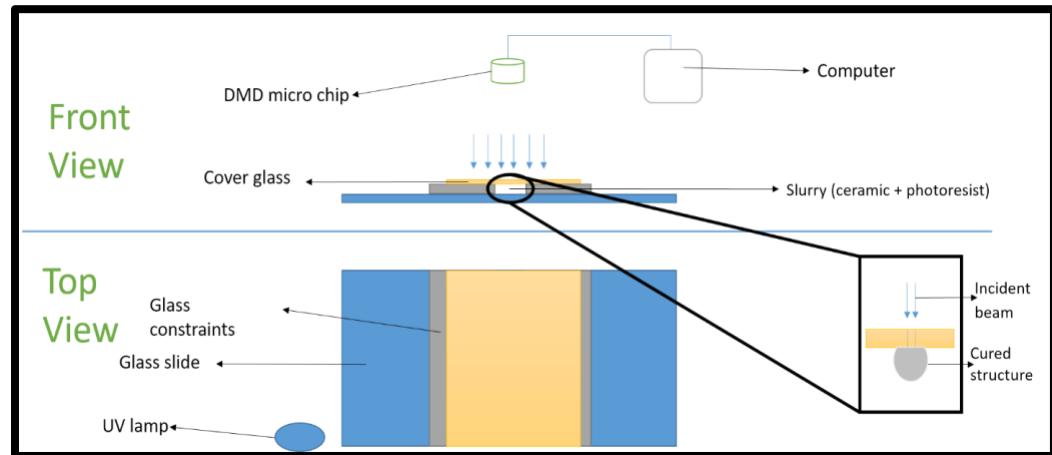 Front
View
DMD micro chip
Computer
Cover glass
Slurry (ceramic + photoresist)
Top
View
Glass
constraints
Glass slide
UV lamp
Incident
beam
Cured
structure